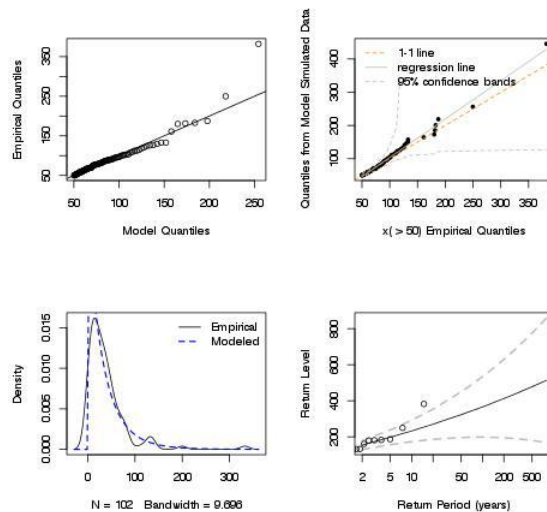 Empirical Quantiles
50 150 250 350
50 100 150 200 250
Model Quantiles
Quantiles from Model Simulated Data
100 200 300 400
1-1 line
regression line
95% confidence bands
50 100 150 200 250 300 350
x( > 50) Empirical Quantiles
Density
0.000 0.005 0.010 0.015
Empirical
Modeled
0 100 200 300
N = 102 Bandwidth = 9.696
Return Level
200 400 600 800
2 5 10 20 50 100 200 500
Return Period (years)